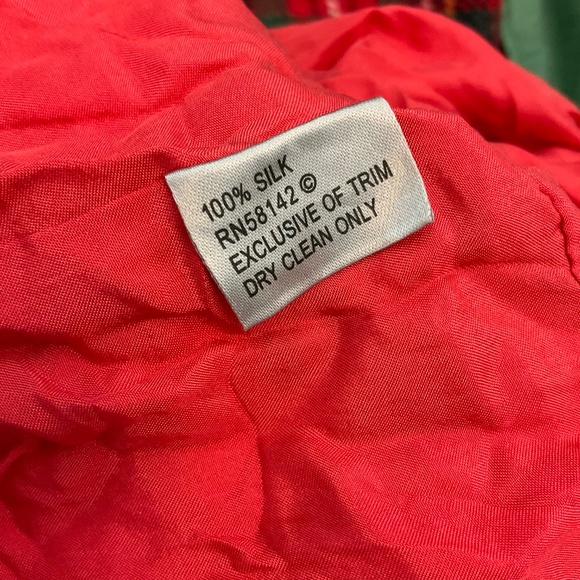 100% SILK
RN58142 ©
EXCLUSIVE OF TRIM
DRY CLEAN ONLY